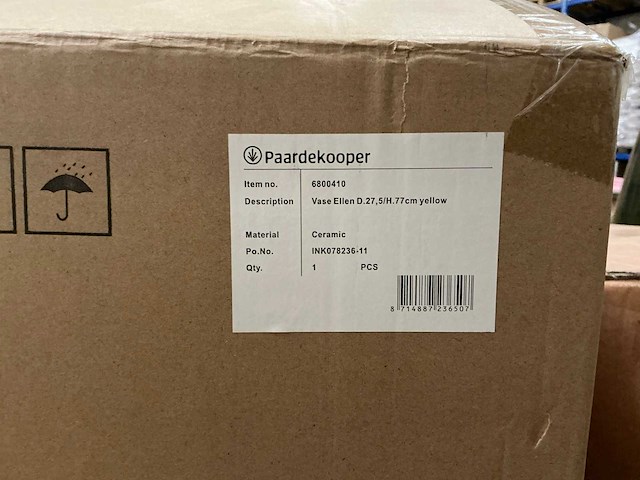 Paardekooper
Item no. 6800410
Description Vase Ellen D.27,5/H.77cm yellow
Material Ceramic
Po.No. INK078236-11
Qty. 1 PCS
8 714887 236507